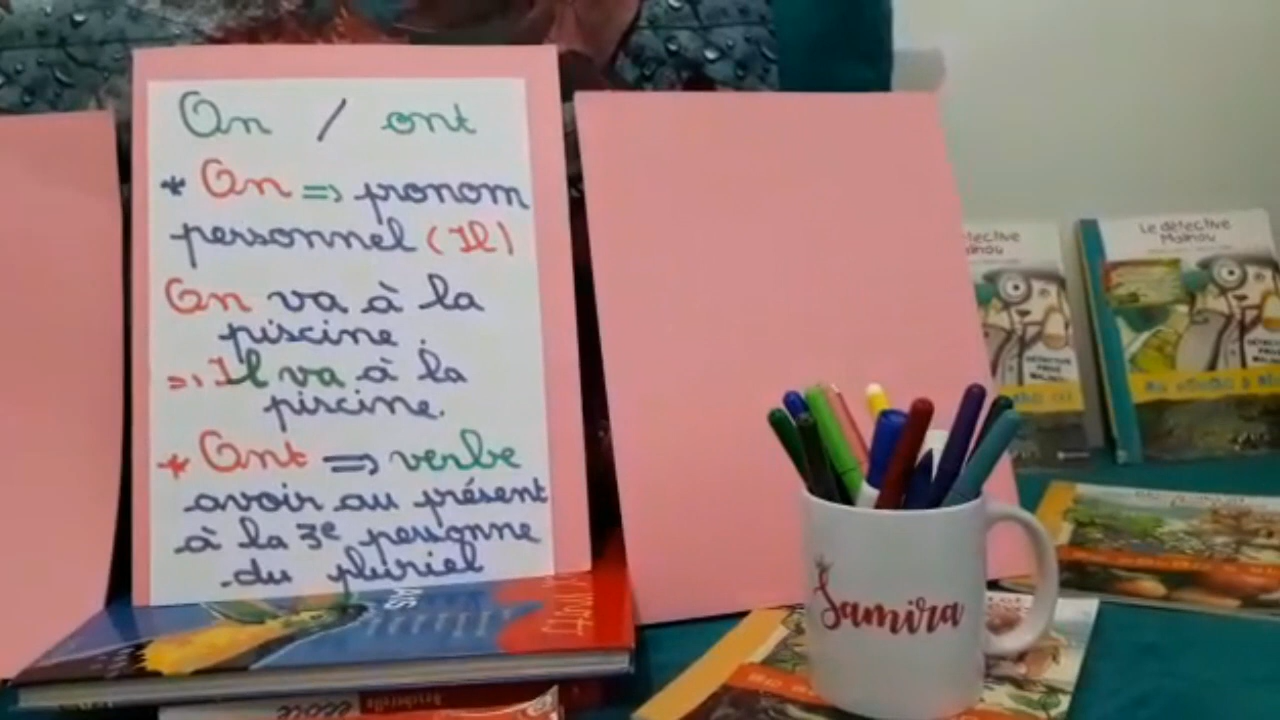 On / ont
* On => pronom
personnel (Il)
On va à la
piscine.
=> Il va à la
piscine.
* Ont => verbe
avoir au présent
à la 3e personne
du pluriel
Samira
Le détective
Le détective
école